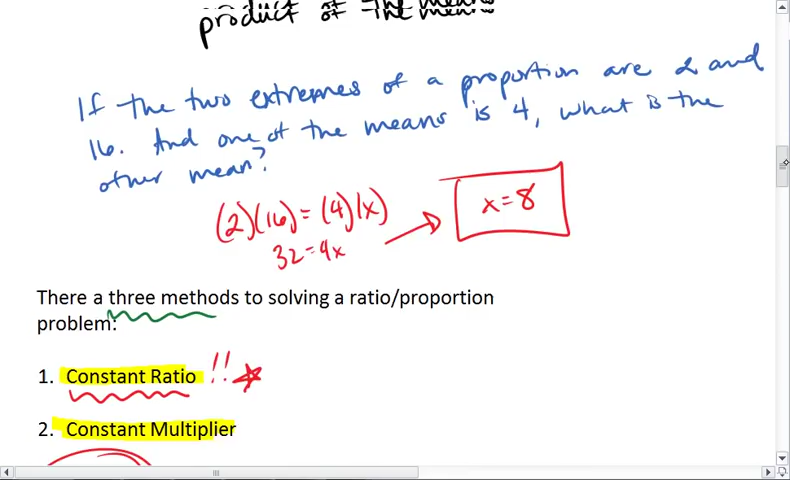 product of the means
If the two extremes of a proportion are 2 and
16. And one of the means is 4, what is the
other mean?
(2)(16) = (4)(x)
32 = 4x
x = 8
There a three methods to solving a ratio/proportion
problem:
1. Constant Ratio !!
2. Constant Multiplier